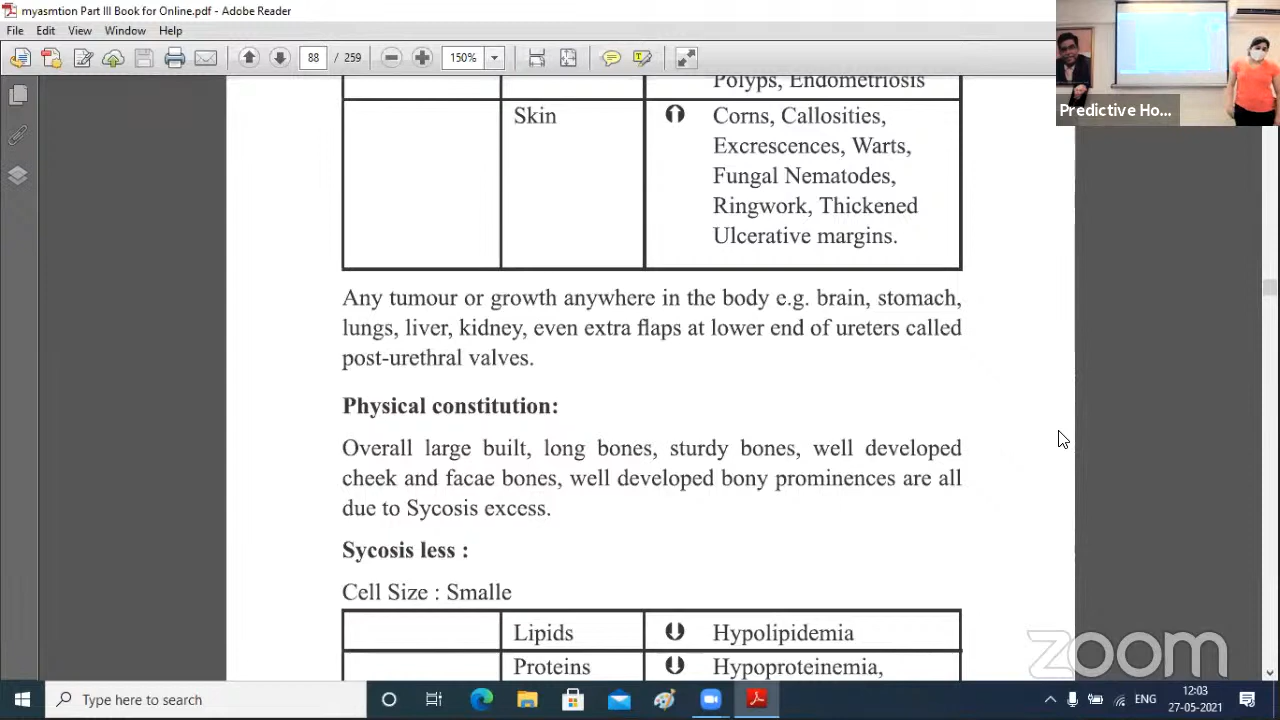 myasmtion Part III Book for Online.pdf - Adobe Reader
File Edit View Window Help
88 / 259 150%
Polyps, Endometriosis
Skin Corns, Callosities,
Excrescences, Warts,
Fungal Nematodes,
Ringwork, Thickened
Ulcerative margins.
Any tumour or growth anywhere in the body e.g. brain, stomach,
lungs, liver, kidney, even extra flaps at lower end of ureters called
post-urethral valves.
Physical constitution:
Overall large built, long bones, sturdy bones, well developed
cheek and facae bones, well developed bony prominences are all
due to Sycosis excess.
Sycosis less :
Cell Size : Smalle
Lipids Hypolipidemia
Proteins Hypoproteinemia,
Predictive Ho...
zoom
Type here to search
ENG
12:03
27-05-2021